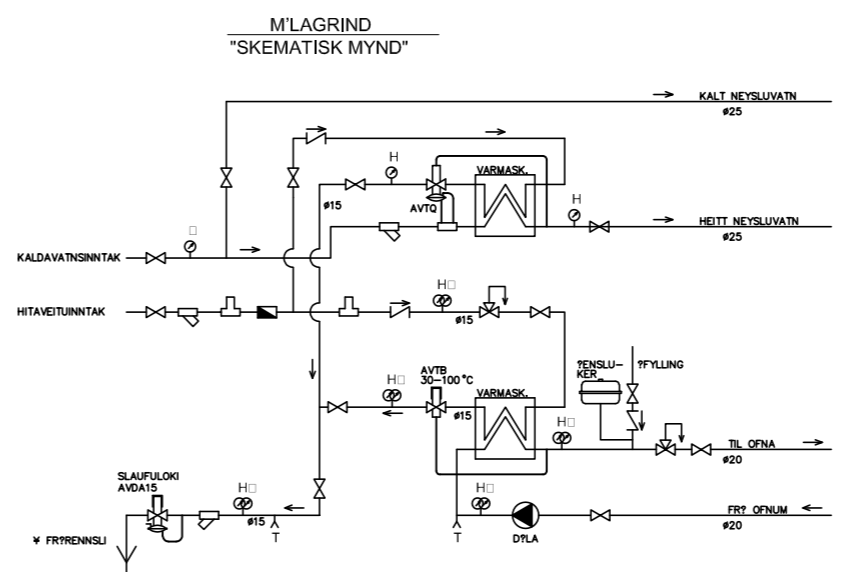 M'LAGRIND
"SKEMATISK MYND"
KALT NEYSLUVATN
ø25
H
VARMASK.
ø15
AVTQ
H
HEITT NEYSLUVATN
ø25
□
KALDAVATNSINNTAK
HITAVEITUINNTAK
H□
ø15
AVTB
30-100°C
H□
VARMASK.
ø15
?ENSLU-
KER
?FYLLING
H□
TIL OFNA
ø20
SLAUFULOKI
AVDA15
H□
ø15
T
H□
T
D?LA
FR? OFNUM
ø20
¥ FR?RENNSLI